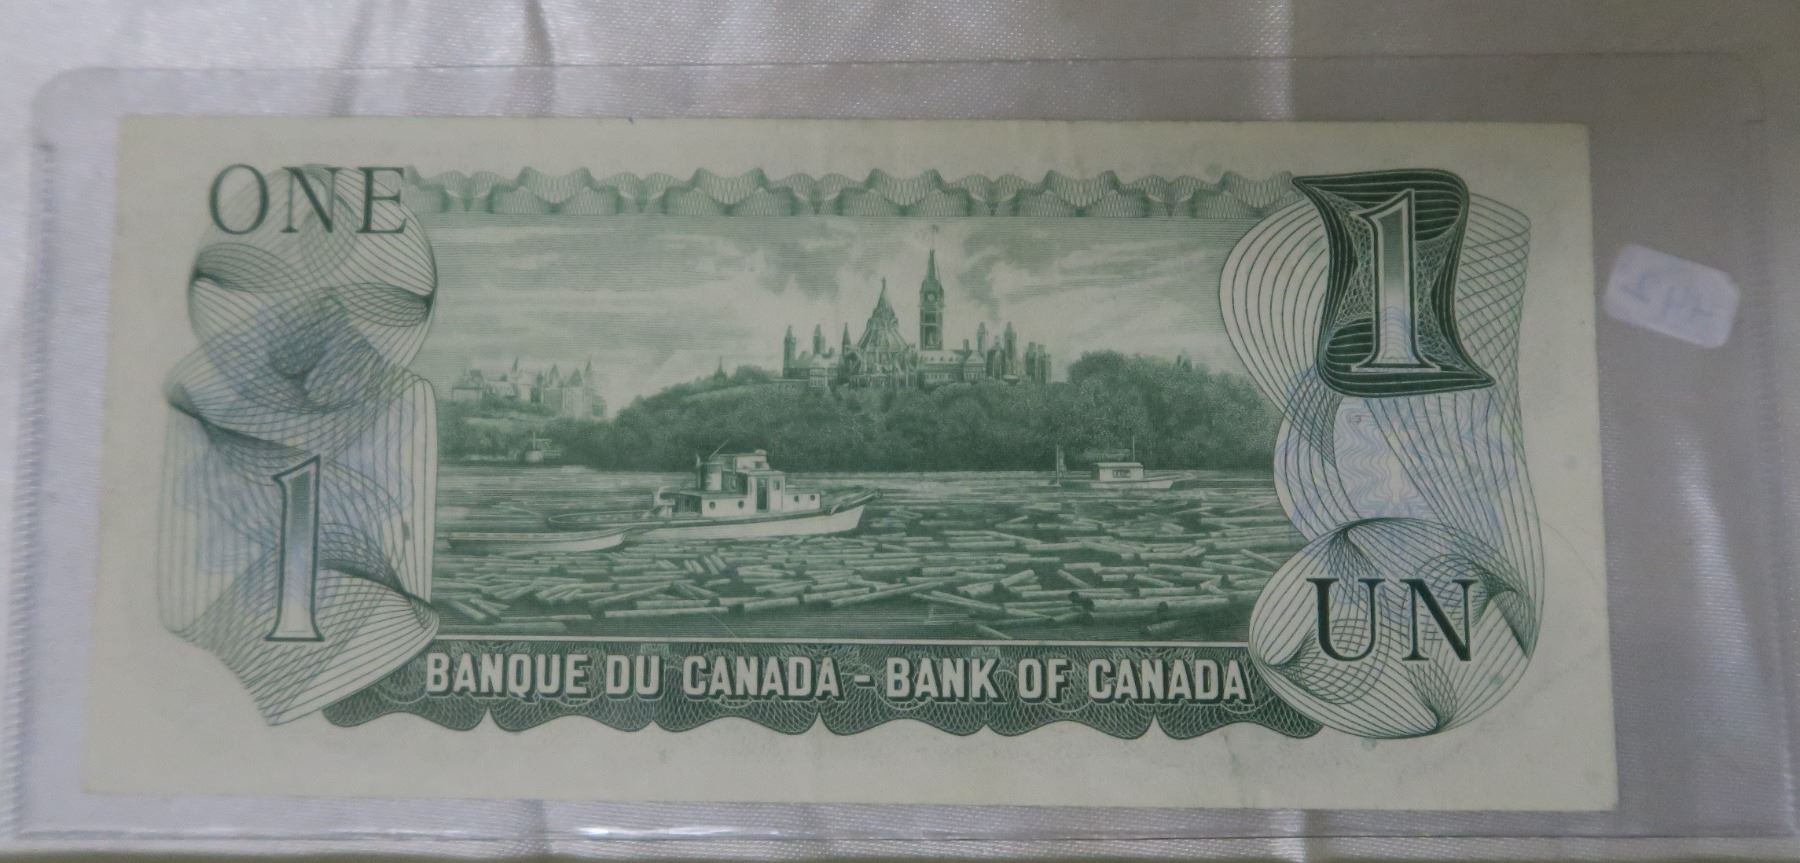 ONE
1
1
UN
BANQUE DU CANADA - BANK OF CANADA